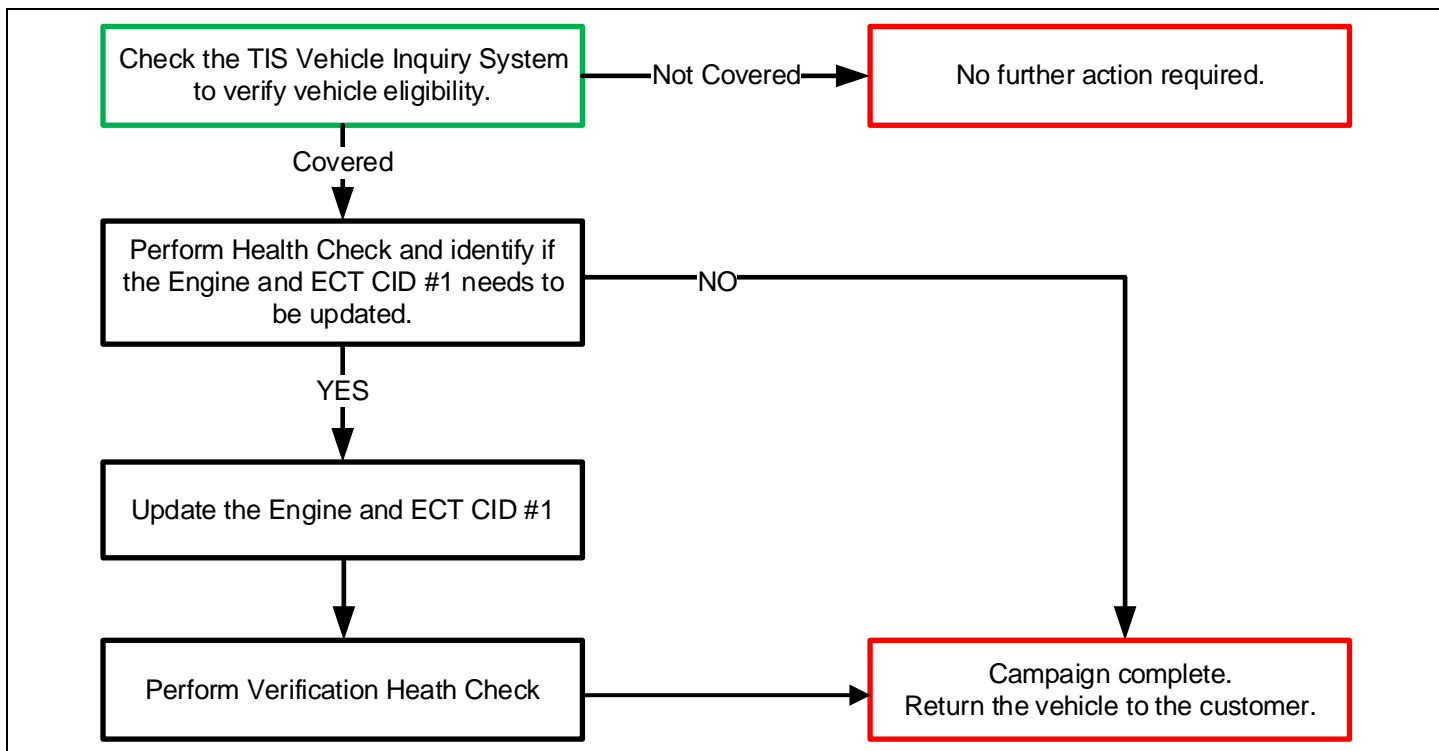 Check the TIS Vehicle Inquiry System
to verify vehicle eligibility.
Not Covered
No further action required.
Covered
Perform Health Check and identify if
the Engine and ECT CID #1 needs to
be updated.
NO
YES
Update the Engine and ECT CID #1
Perform Verification Heath Check
Campaign complete.
Return the vehicle to the customer.